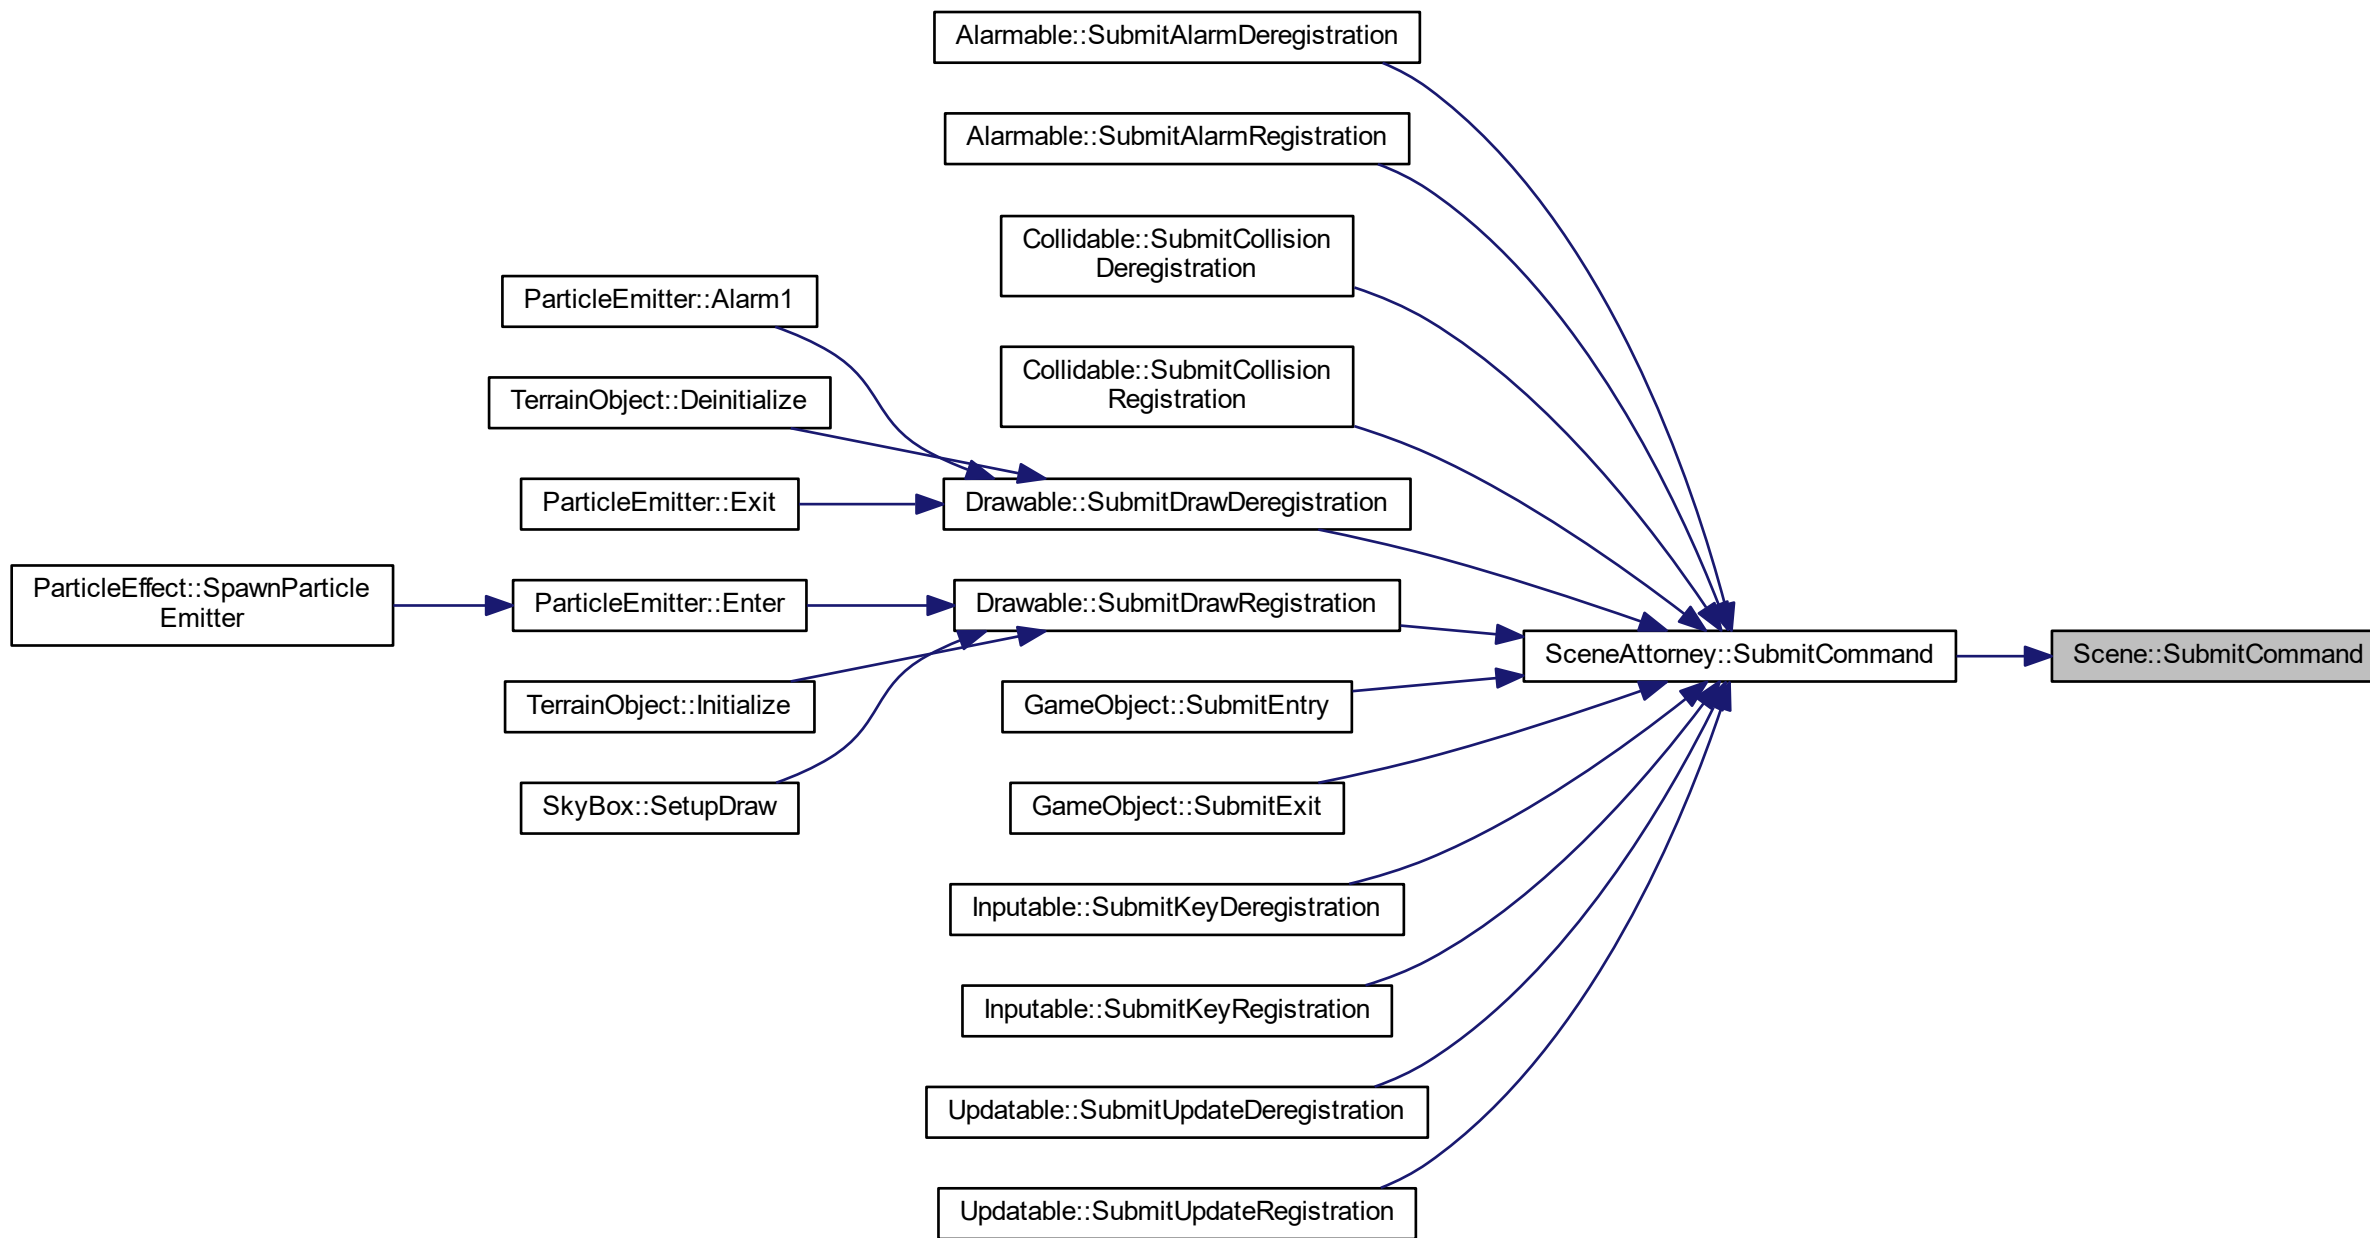 Alarmable::SubmitAlarmDeregistration
Alarmable::SubmitAlarmRegistration
Collidable::SubmitCollision
Deregistration
ParticleEmitter::Alarm1
Collidable::SubmitCollision
Registration
TerrainObject::Deinitialize
ParticleEmitter::Exit
Drawable::SubmitDrawDeregistration
ParticleEffect::SpawnParticle
Emitter
ParticleEmitter::Enter
Drawable::SubmitDrawRegistration
SceneAttorney::SubmitCommand
Scene::SubmitCommand
TerrainObject::Initialize
GameObject::SubmitEntry
SkyBox::SetupDraw
GameObject::SubmitExit
Inputable::SubmitKeyDeregistration
Inputable::SubmitKeyRegistration
Updatable::SubmitUpdateDeregistration
Updatable::SubmitUpdateRegistration